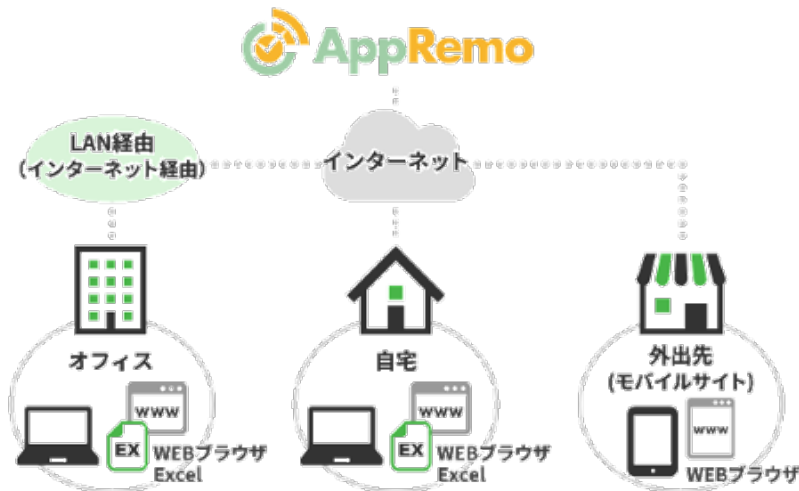 AppRemo
LAN経由
(インターネット経由)
インターネット
オフィス
www
EX
WEBブラウザ
Excel
自宅
www
EX
WEBブラウザ
Excel
外出先
(モバイルサイト)
www
WEBブラウザ